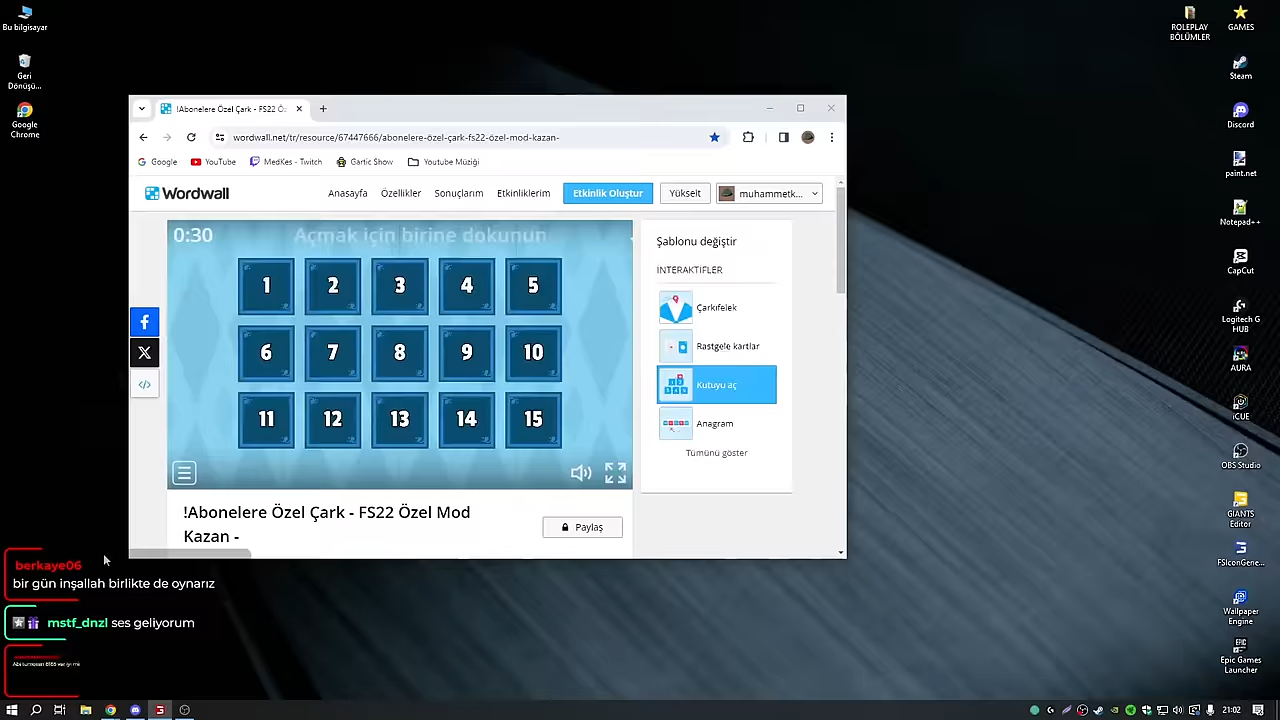 Bu bilgisayar
Geri
Dönüşü...
Google
Chrome
ROLEPLAY
BÖLÜMLER
GAMES
Steam
Discord
paint.net
Notepad++
CapCut
Logitech G
HUB
AURA
iCUE
OBS Studio
GIANTS
Editor
FSIconGene...
Wallpaper
Engine
Epic Games
Launcher
!Abonelere Özel Çark - FS22 Öz
wordwall.net/tr/resource/67447666/abonelere-özel-çark-fs22-özel-mod-kazan-
Google
YouTube
MedKes - Twitch
Gartic Show
Youtube Müziği
Wordwall
Anasayfa
Özellikler
Sonuçlarım
Etkinliklerim
Etkinlik Oluştur
Yükselt
muhammetk...
0:30
Açmak için birine dokunun
1 2 3 4 5
6 7 8 9 10
11 12 13 14 15
Şablonu değiştir
İNTERAKTİFLER
Çarkıfelek
Rastgele kartlar
Kutuyu aç
Anagram
Tümünü göster
!Abonelere Özel Çark - FS22 Özel Mod
Kazan -
Paylaş
berkaye06
bir gün inşallah birlikte de oynarız
mstf_dnzl ses geliyorum
21:02